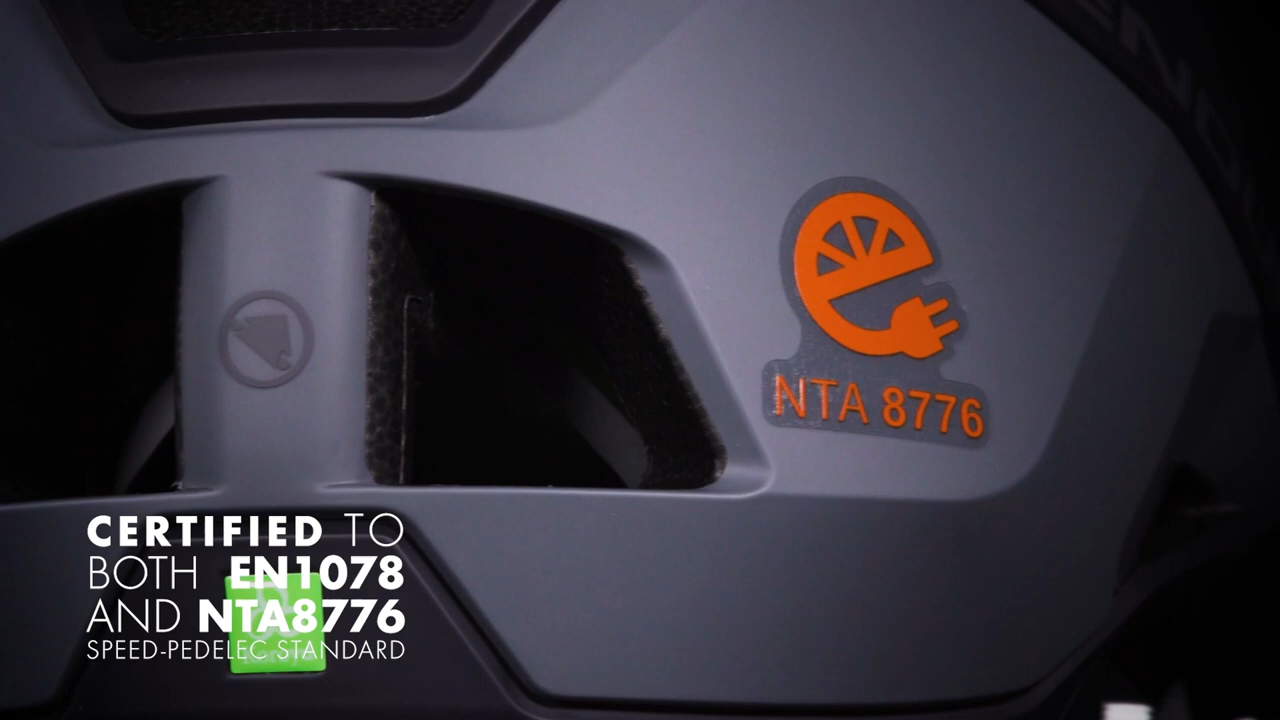 NTA 8776
CERTIFIED TO
BOTH EN1078
AND NTA8776
SPEED-PEDELEC STANDARD